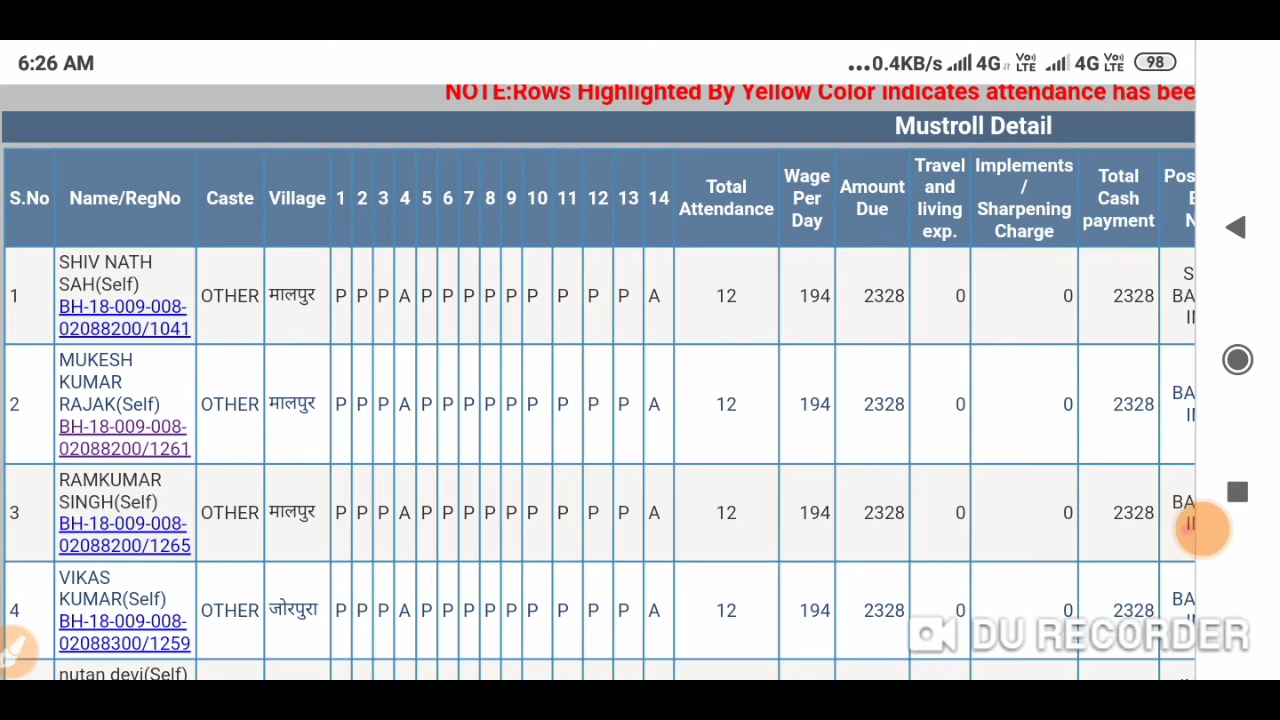 6:26 AM ...0.4KB/s 4G Vo) LTE 4G Vo) LTE 98
NOTE:Rows Highlighted By Yellow Color indicates attendance has bee
Mustroll Detail
S.No Name/RegNo Caste Village 1 2 3 4 5 6 7 8 9 10 11 12 13 14 Total Attendance Wage Per Day Amount Due Travel and living exp. Implements / Sharpening Charge Total Cash payment
1 SHIV NATH SAH(Self) BH-18-009-008-02088200/1041 OTHER मालपुर P P P A P P P P P P P P P A 12 194 2328 0 0 2328
2 MUKESH KUMAR RAJAK(Self) BH-18-009-008-02088200/1261 OTHER मालपुर P P P A P P P P P P P P P A 12 194 2328 0 0 2328
3 RAMKUMAR SINGH(Self) BH-18-009-008-02088200/1265 OTHER मालपुर P P P A P P P P P P P P P A 12 194 2328 0 0 2328
4 VIKAS KUMAR(Self) BH-18-009-008-02088300/1259 OTHER जोरपुरा P P P A P P P P P P P P P A 12 194 2328 0 0 2328
nutan devi(Self)
DU RECORDER